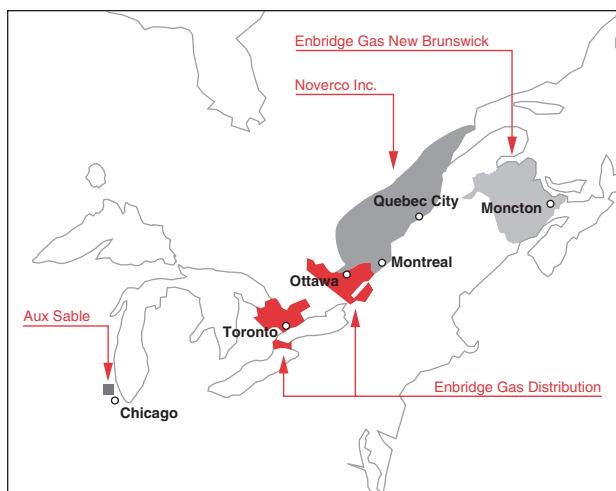 Enbridge Gas New Brunswick
Noverco Inc.
Quebec City
Moncton
Montreal
Ottawa
Aux Sable
Toronto
Enbridge Gas Distribution
Chicago